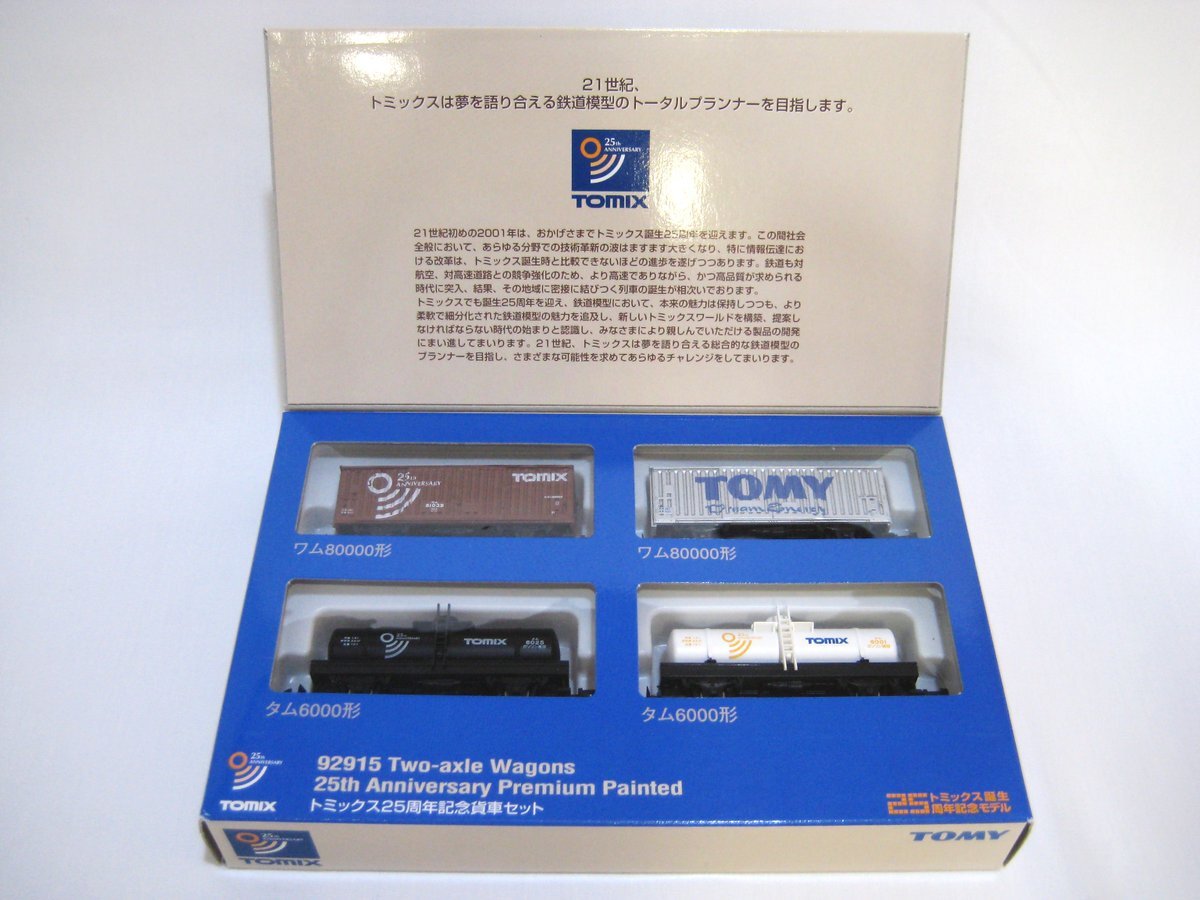 21世紀、
トミックスは夢を語り合える鉄道模型のトータルプランナーを目指します。
25th
ANNIVERSARY
TOMIX
21世紀初めの2001年は、おかげさまでトミックス誕生25周年を迎えます。この間社会
全般において、あらゆる分野での技術革新の波はますます大きくなり、特に情報伝達にお
ける改革は、トミックス誕生時と比較できないほどの進歩を遂げつつあります。鉄道も対
航空、対高速道路との競争強化のため、より高速でありながら、かつ高品質が求められる
時代に突入、結果、その地域に密接に結びつく列車の誕生が相次いでおります。
トミックスでも誕生25周年を迎え、鉄道模型において、本来の魅力は保持しつつも、より
柔軟で細分化された鉄道模型の魅力を追及し、新しいトミックスワールドを構築、提案し
なければならない時代の始まりと認識し、みなさまにより親しんでいただける製品の開発
にまい進してまいります。21世紀、トミックスは夢を語り合える総合的な鉄道模型の
プランナーを目指し、さまざまな可能性を求めてあらゆるチャレンジをしてまいります。
25th
ANNIVERSARY
TOMIX
TOMY
Dream Energy
ワム80000形
ワム80000形
25th
ANNIVERSARY
TOMIX
6025
TOMIX
6001
タム6000形
タム6000形
25th
ANNIVERSARY
TOMIX
92915 Two-axle Wagons
25th Anniversary Premium Painted
トミックス25周年記念貨車セット
25 トミックス誕生
周年記念モデル
25th
ANNIVERSARY
TOMIX
TOMY